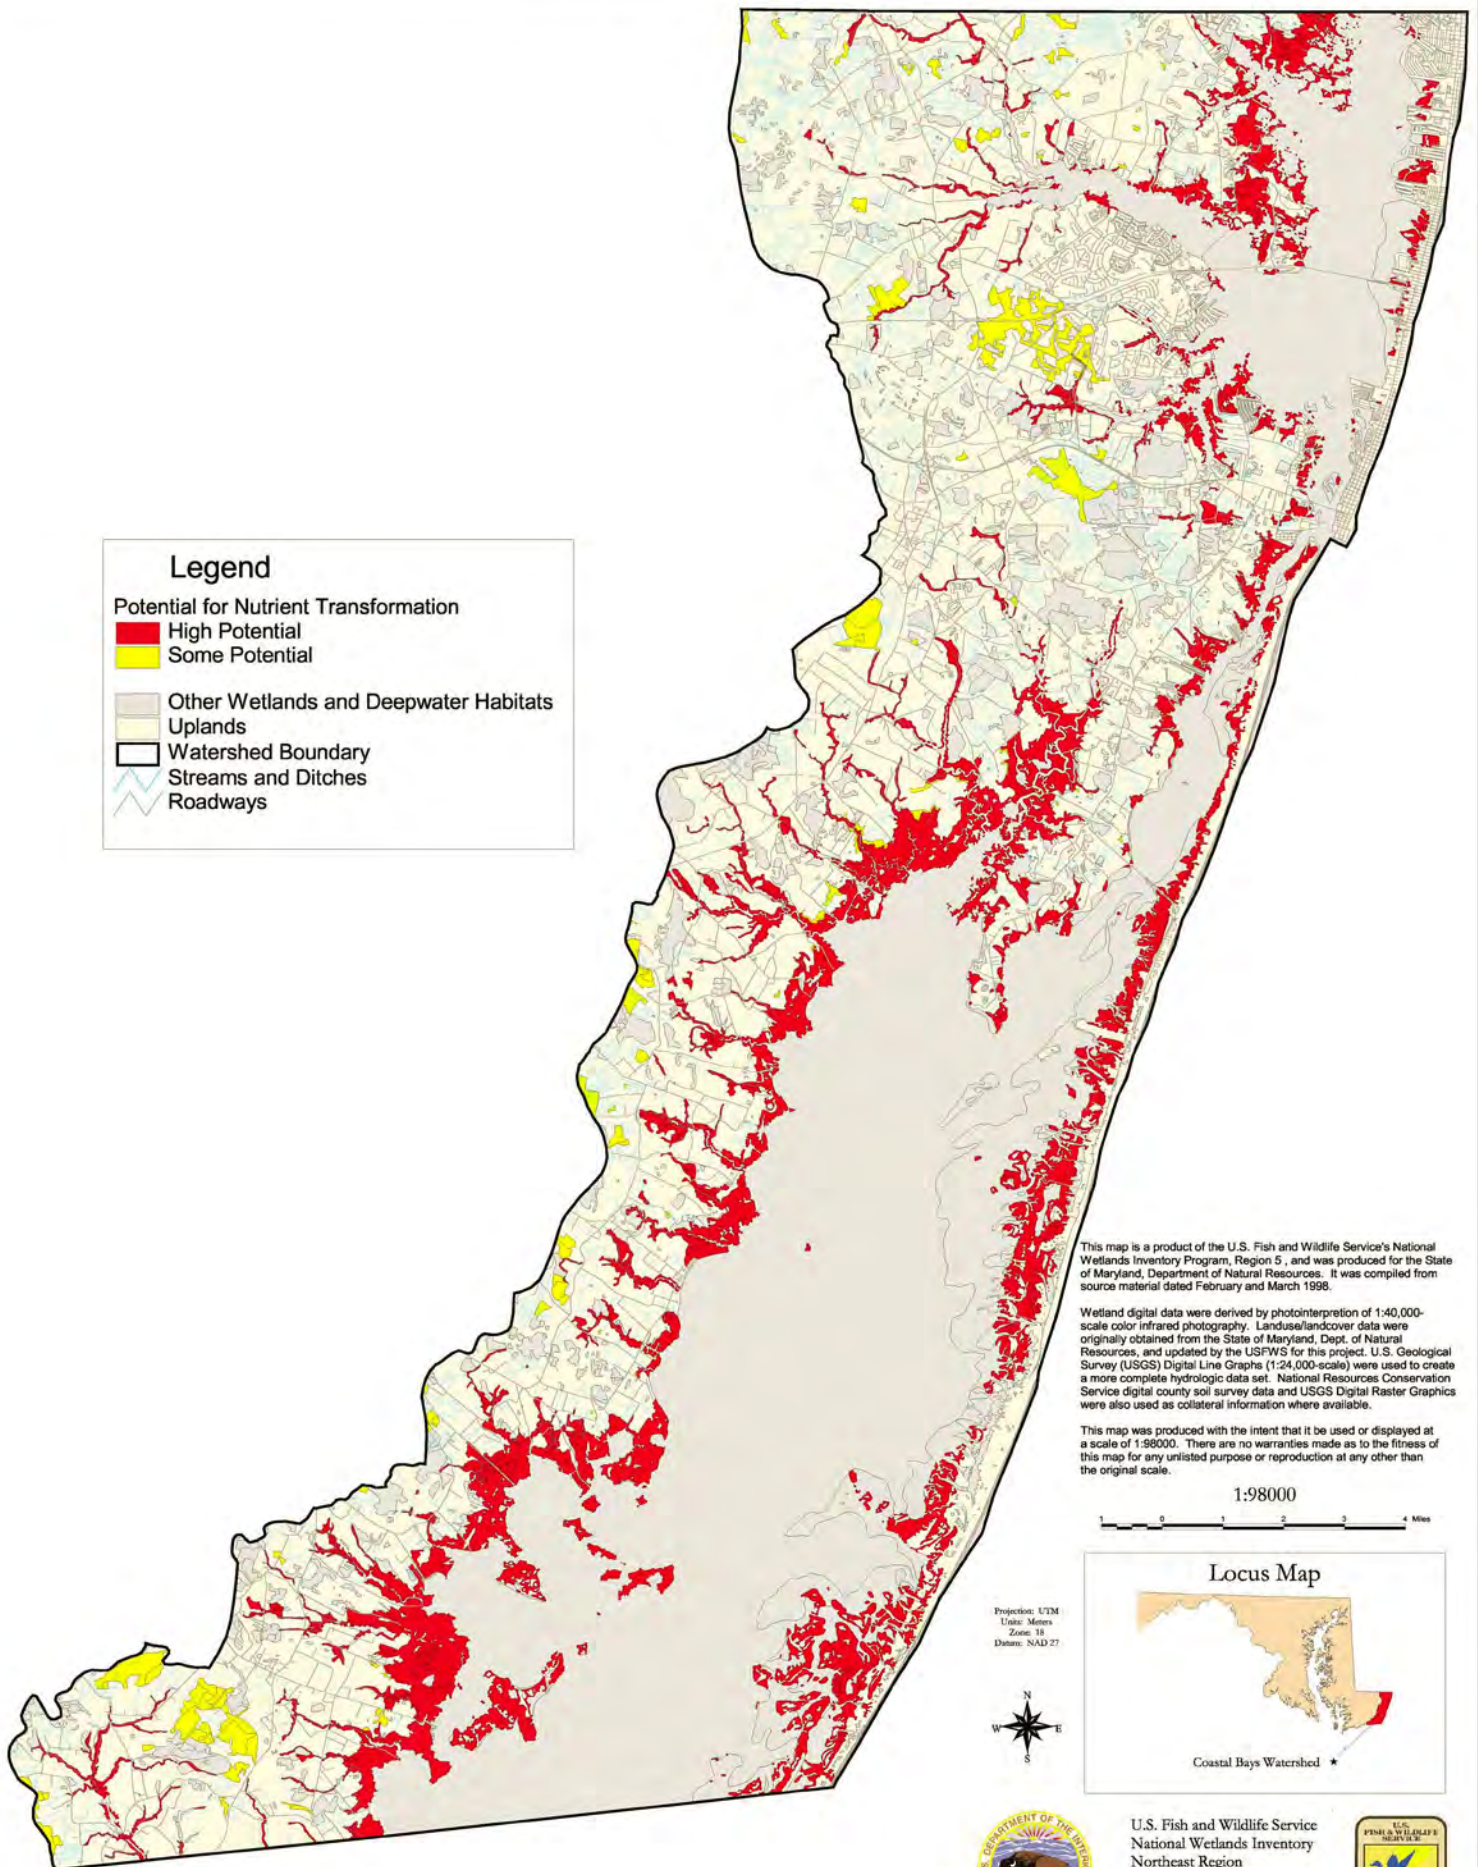 Legend
Potential for Nutrient Transformation
High Potential
Some Potential
Other Wetlands and Deepwater Habitats
Uplands
Watershed Boundary
Streams and Ditches
Roadways
This map is a product of the U.S. Fish and Wildlife Service's National
Wetlands Inventory Program, Region 5 , and was produced for the State
of Maryland, Department of Natural Resources. It was compiled from
source material dated February and March 1998.
Wetland digital data were derived by photointerpretion of 1:40,000-
scale color infrared photography. Landuse/landcover data were
originally obtained from the State of Maryland, Dept. of Natural
Resources, and updated by the USFWS for this project. U.S. Geological
Survey (USGS) Digital Line Graphs (1:24,000-scale) were used to create
a more complete hydrologic data set. National Resources Conservation
Service digital county soil survey data and USGS Digital Raster Graphics
were also used as collateral information where available.
This map was produced with the intent that it be used or displayed at
a scale of 1:98000. There are no warranties made as to the fitness of
this map for any unlisted purpose or reproduction at any other than
the original scale.
1:98000
1 0 1 2 3 4 Miles
Locus Map
Coastal Bays Watershed
Projection: UTM
Units: Meters
Zone: 18
Datum: NAD 27
N
W E
S
DEPARTMENT OF THE INTERI
U.S. Fish and Wildlife Service
National Wetlands Inventory
Northeast Region
U.S.
FISH & WILDLIFE
SERVICE